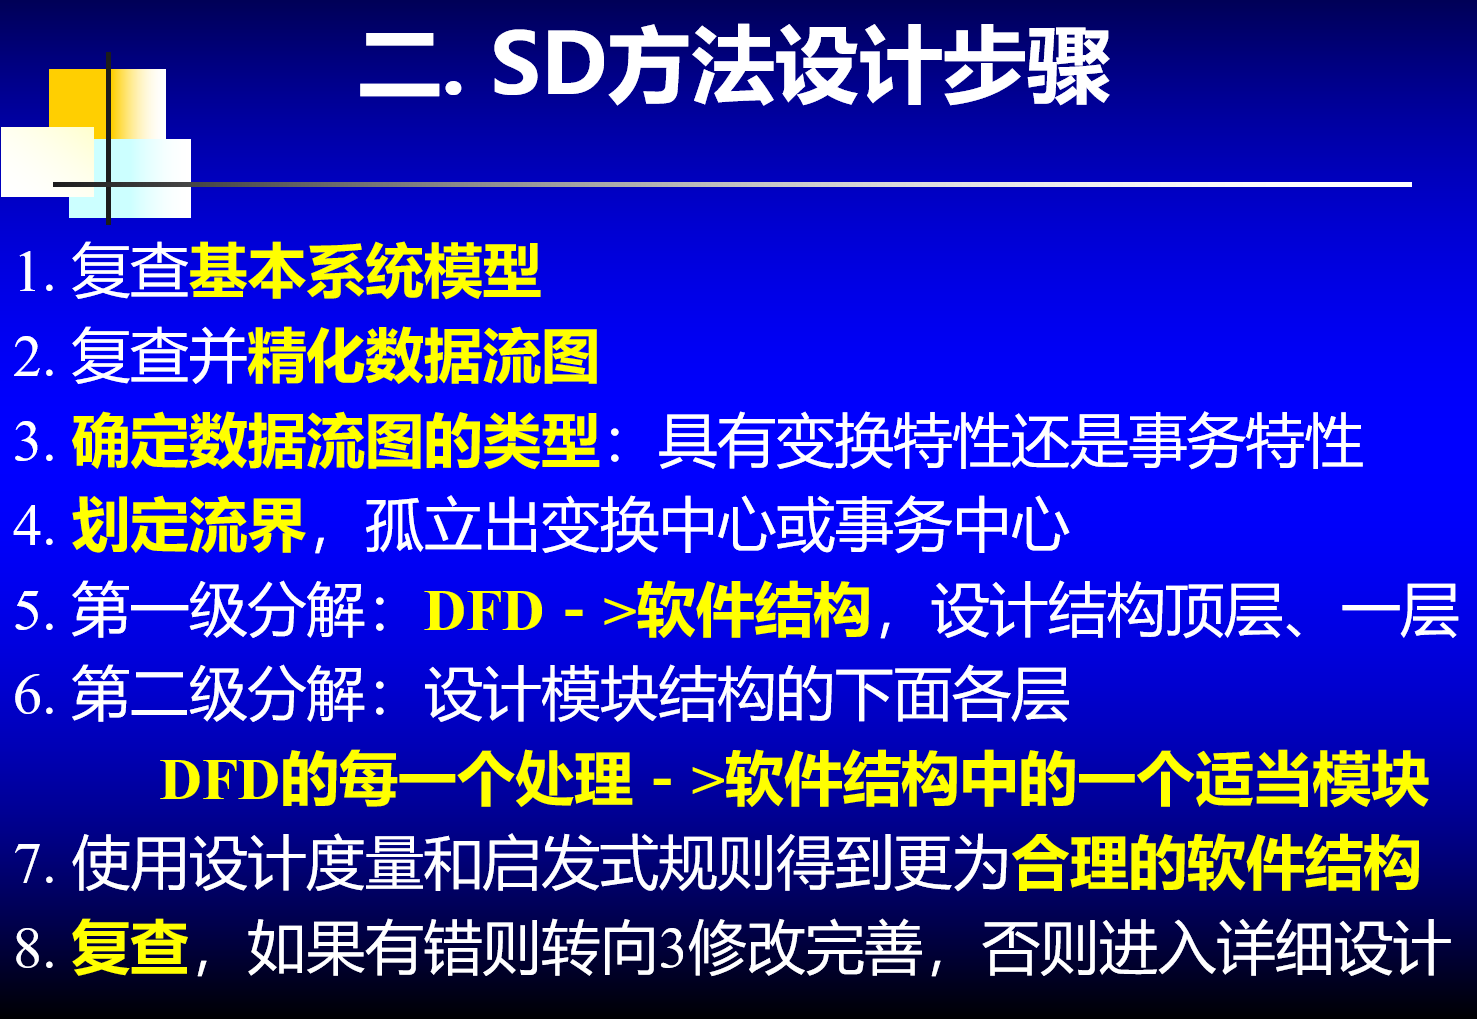 二. SD方法设计步骤
1. 复查基本系统模型
2. 复查并精化数据流图
3. 确定数据流图的类型：具有变换特性还是事务特性
4. 划定流界，孤立出变换中心或事务中心
5. 第一级分解：DFD－>软件结构，设计结构顶层、一层
6. 第二级分解：设计模块结构的下面各层
DFD的每一个处理－>软件结构中的一个适当模块
7. 使用设计度量和启发式规则得到更为合理的软件结构
8. 复查，如果有错则转向3修改完善，否则进入详细设计